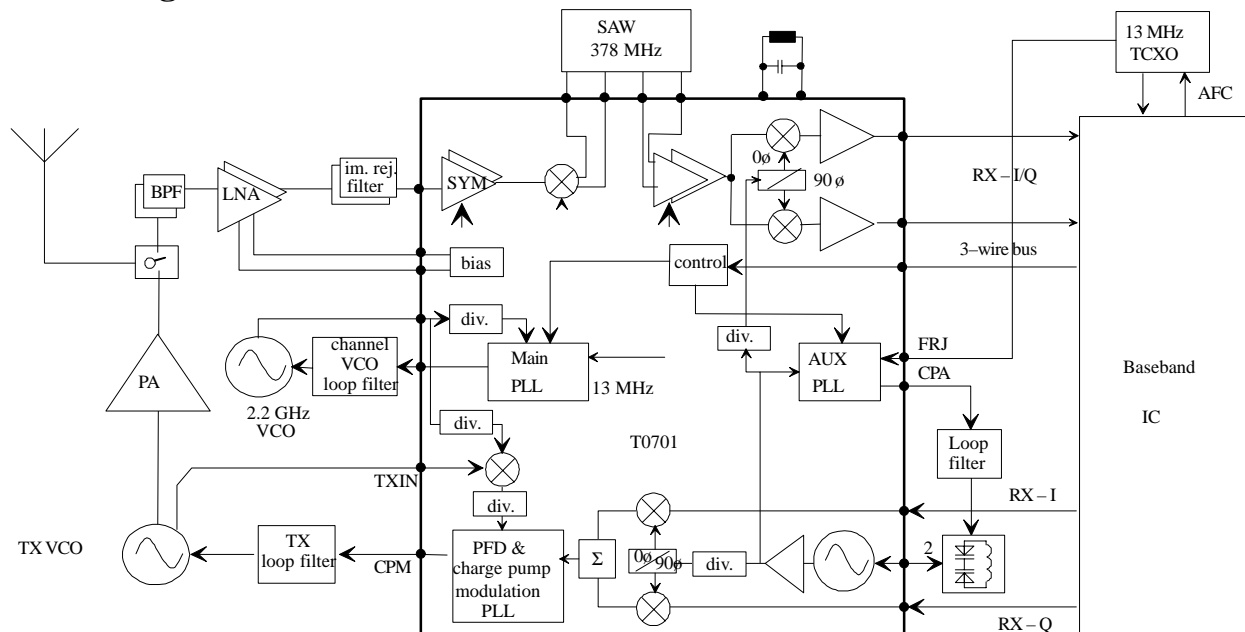 SAW
378 MHz
13 MHz
TCXO
AFC
BPF
LNA
im. rej.
filter
SYM
0ø
90 ø
RX – I/Q
bias
control
3–wire bus
div.
div.
channel
VCO
loop filter
Main
PLL
AUX
PLL
FRJ
CPA
13 MHz
Baseband
IC
PA
2.2 GHz
VCO
div.
T0701
Loop
filter
TXIN
div.
RX – I
TX VCO
TX
loop filter
CPM
PFD &
charge pump
modulation
PLL
Σ
0ø
90ø
div.
2
RX – Q